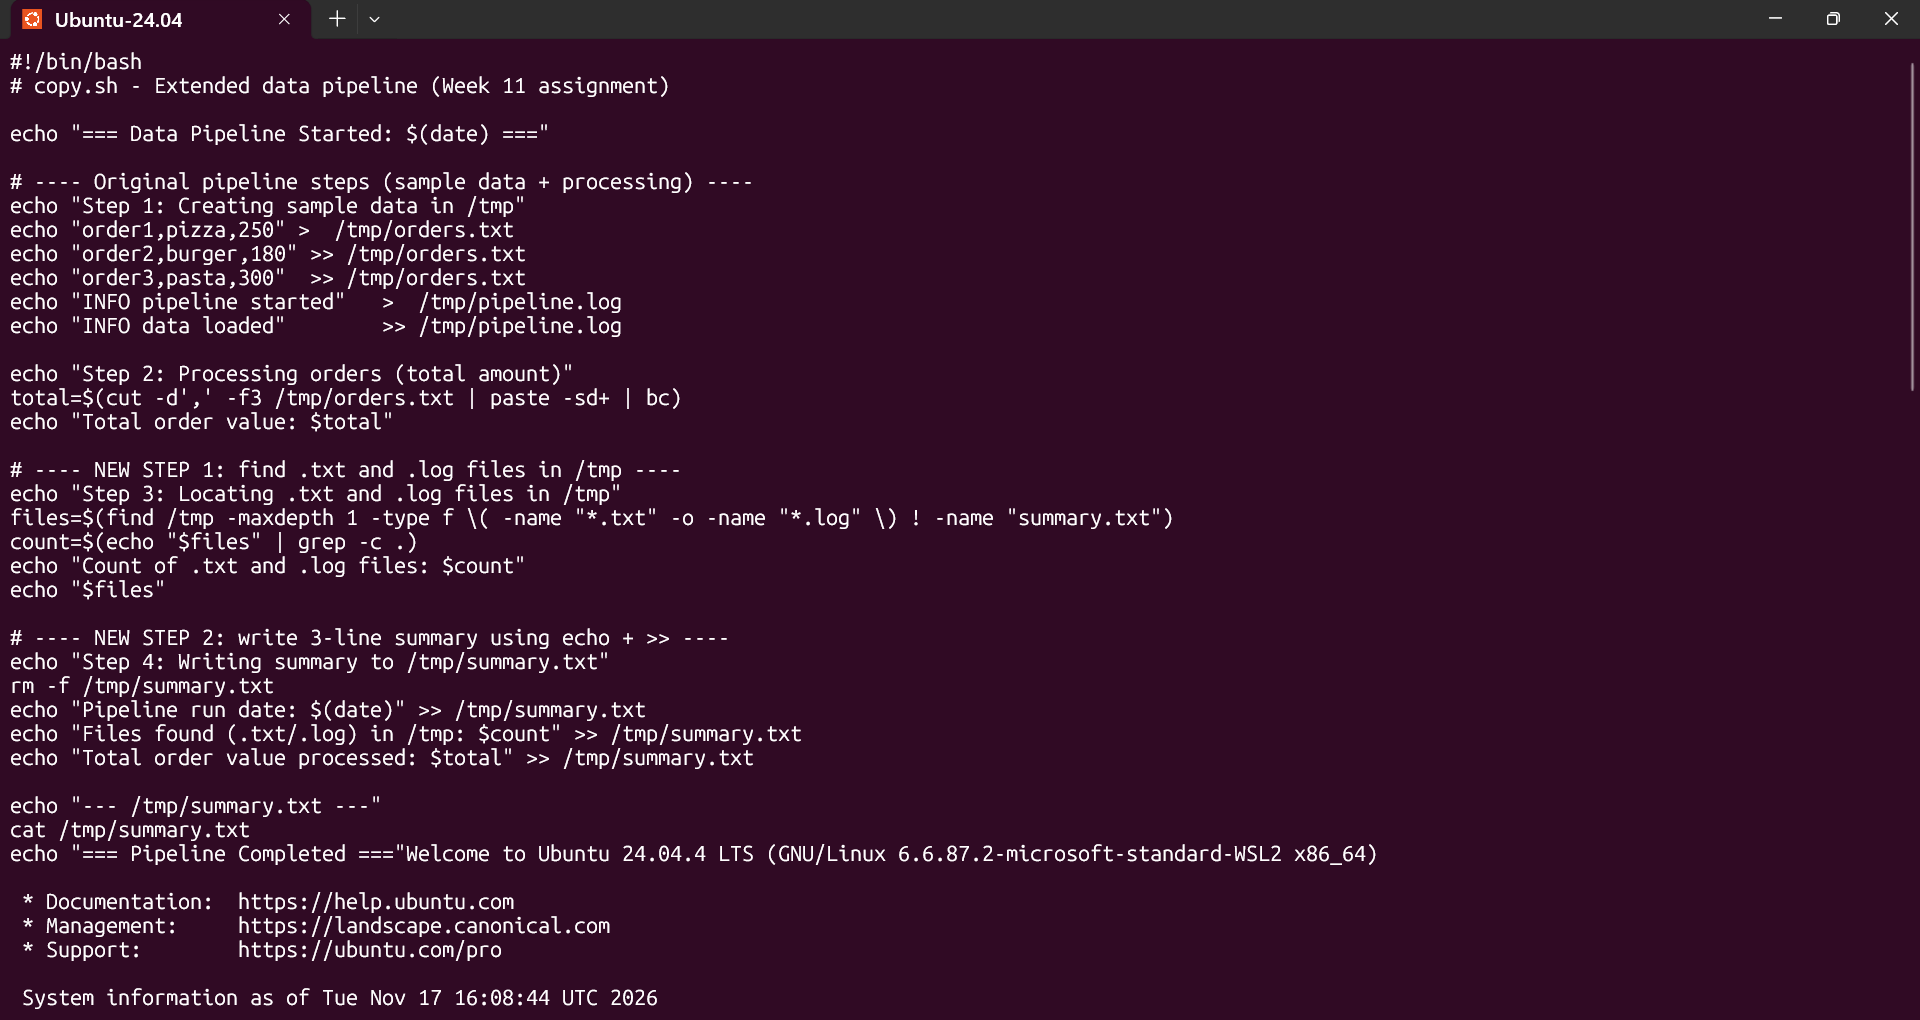 Ubuntu-24.04
#!/bin/bash
# copy.sh - Extended data pipeline (Week 11 assignment)
echo "=== Data Pipeline Started: $(date) ==="
# ---- Original pipeline steps (sample data + processing) ----
echo "Step 1: Creating sample data in /tmp"
echo "order1,pizza,250" >  /tmp/orders.txt
echo "order2,burger,180" >> /tmp/orders.txt
echo "order3,pasta,300"  >> /tmp/orders.txt
echo "INFO pipeline started"   >  /tmp/pipeline.log
echo "INFO data loaded"        >> /tmp/pipeline.log
echo "Step 2: Processing orders (total amount)"
total=$(cut -d',' -f3 /tmp/orders.txt | paste -sd+ | bc)
echo "Total order value: $total"
# ---- NEW STEP 1: find .txt and .log files in /tmp ----
echo "Step 3: Locating .txt and .log files in /tmp"
files=$(find /tmp -maxdepth 1 -type f \( -name "*.txt" -o -name "*.log" \) ! -name "summary.txt")
count=$(echo "$files" | grep -c .)
echo "Count of .txt and .log files: $count"
echo "$files"
# ---- NEW STEP 2: write 3-line summary using echo + >> ----
echo "Step 4: Writing summary to /tmp/summary.txt"
rm -f /tmp/summary.txt
echo "Pipeline run date: $(date)" >> /tmp/summary.txt
echo "Files found (.txt/.log) in /tmp: $count" >> /tmp/summary.txt
echo "Total order value processed: $total" >> /tmp/summary.txt
echo "--- /tmp/summary.txt ---"
cat /tmp/summary.txt
echo "=== Pipeline Completed ==="Welcome to Ubuntu 24.04.4 LTS (GNU/Linux 6.6.87.2-microsoft-standard-WSL2 x86_64)
 * Documentation:  https://help.ubuntu.com
 * Management:     https://landscape.canonical.com
 * Support:        https://ubuntu.com/pro
 System information as of Tue Nov 17 16:08:44 UTC 2026